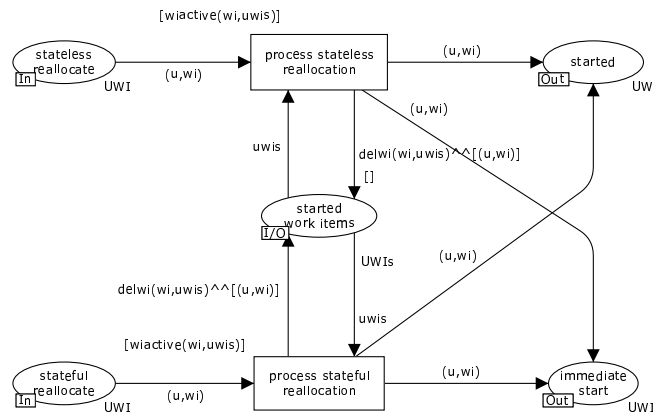 [wiactive(wi,uwis)]
stateless
reallocate
In
UWI
(u,wi)
process stateless
reallocation
(u,wi)
started
Out
UW
(u,wi)
uwis
delwi(wi,uwis)^^[(u,wi)]
[]
started
work items
I/O
UWIs
(u,wi)
delwi(wi,uwis)^^[(u,wi)]
uwis
[wiactive(wi,uwis)]
stateful
reallocate
In
UWI
(u,wi)
process stateful
reallocation
(u,wi)
immediate
start
Out
UWI